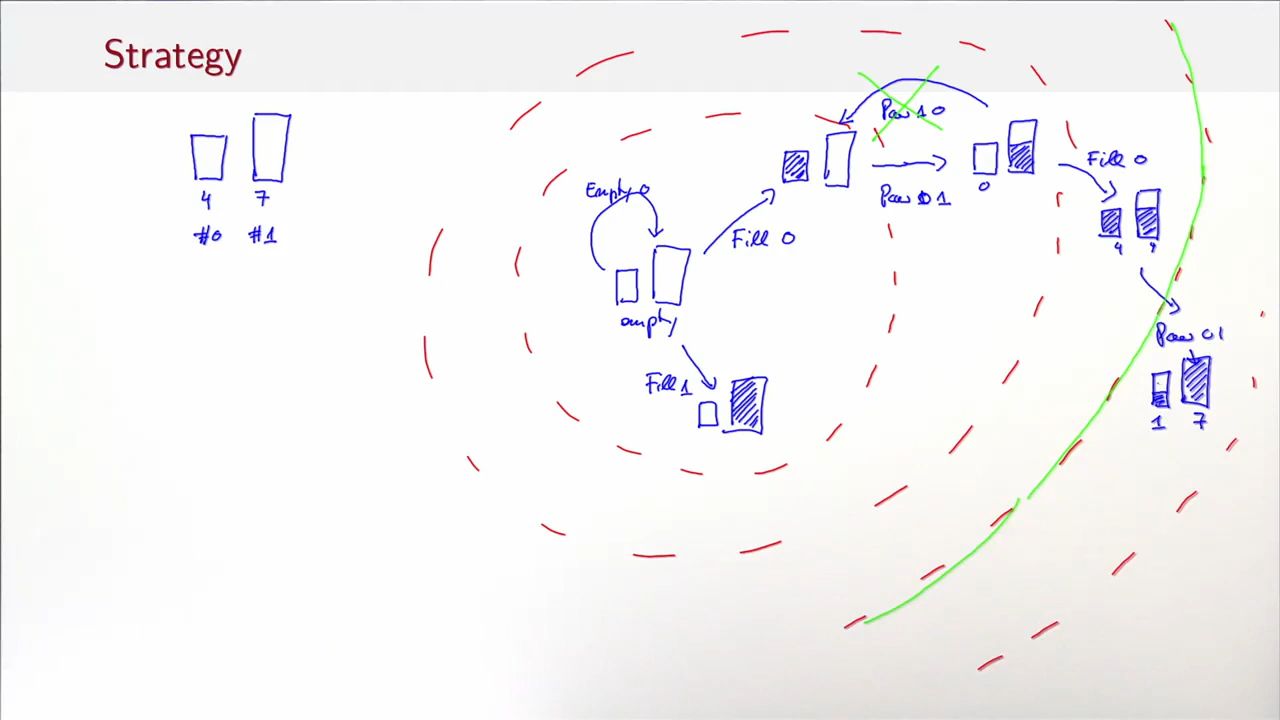 Strategy
4 7
#0 #1
Empty 0
empty
Fill 0
Fill 1
Pour 1 0
Pour 0 1
0
Fill 0
4 4
Pour 0 1
1 7